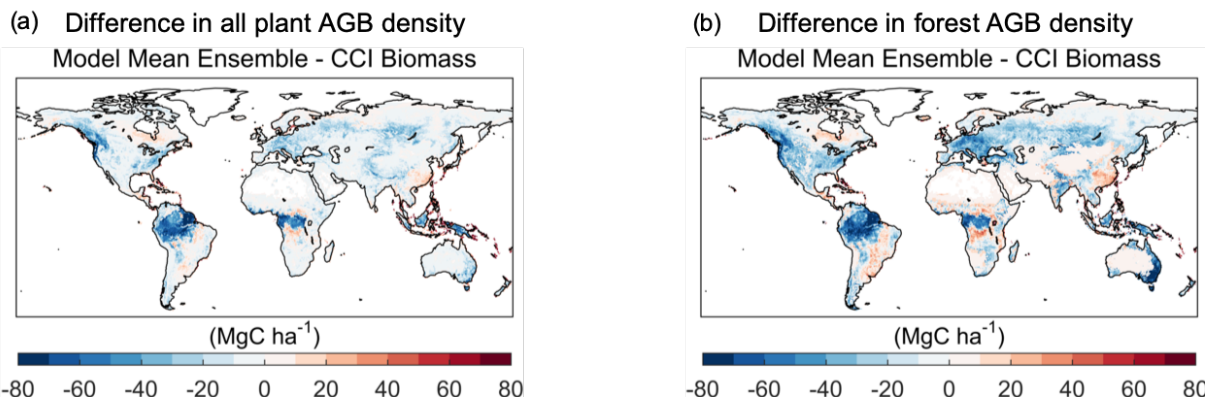 (a) Difference in all plant AGB density
Model Mean Ensemble - CCI Biomass
(MgC ha⁻¹)
-80 -60 -40 -20 0 20 40 60 80
(b) Difference in forest AGB density
Model Mean Ensemble - CCI Biomass
(MgC ha⁻¹)
-80 -60 -40 -20 0 20 40 60 80